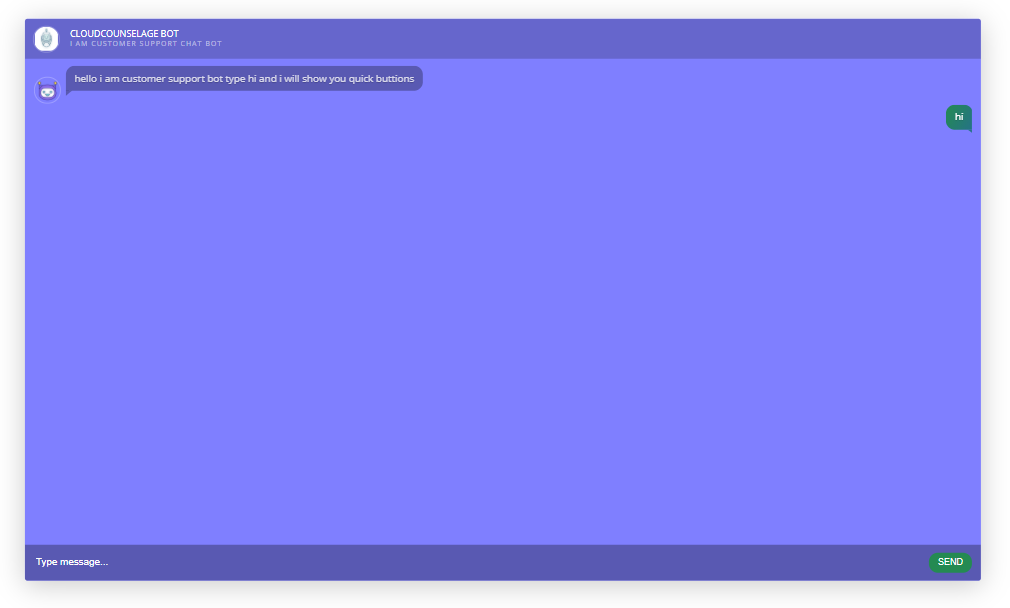 CLOUDCOUNSELAGE BOT
I AM CUSTOMER SUPPORT CHAT BOT
hello i am customer support bot type hi and i will show you quick buttions
hi
Type message...
SEND